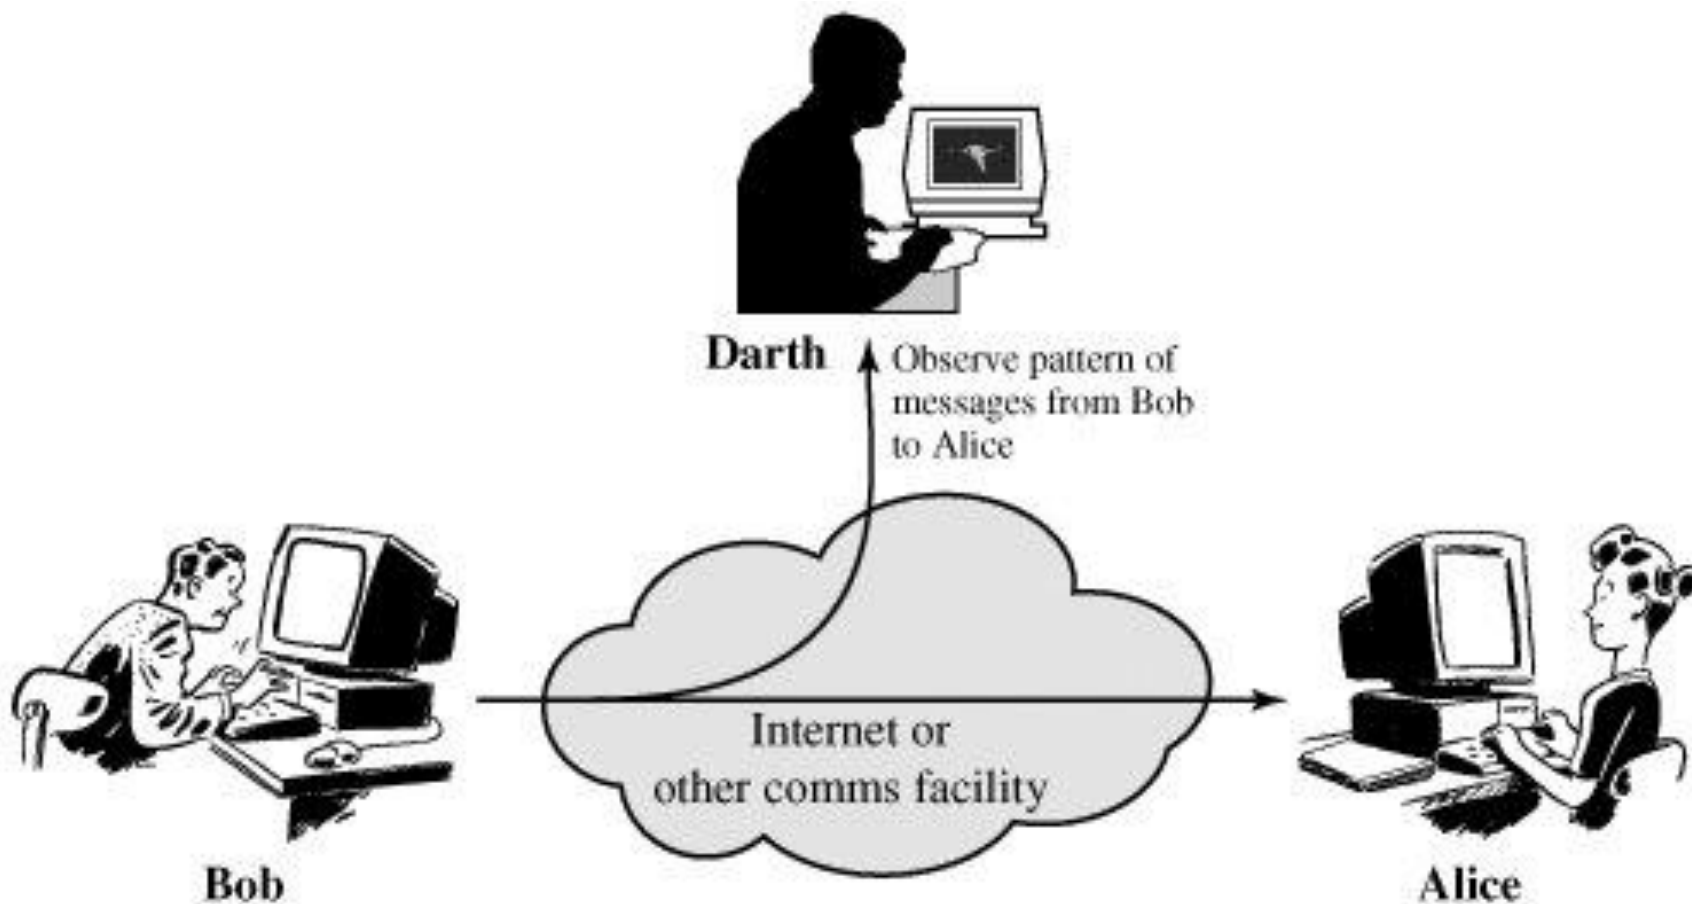 Darth
Observe pattern of
messages from Bob
to Alice
Internet or
other comms facility
Bob
Alice